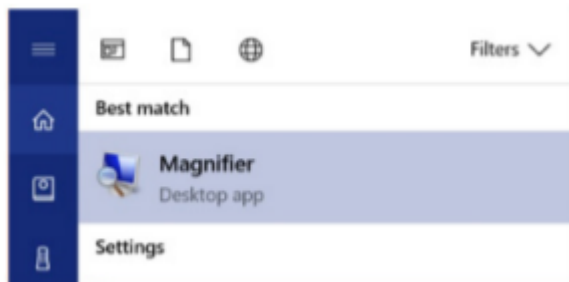 Filters
Best match
Magnifier
Desktop app
Settings